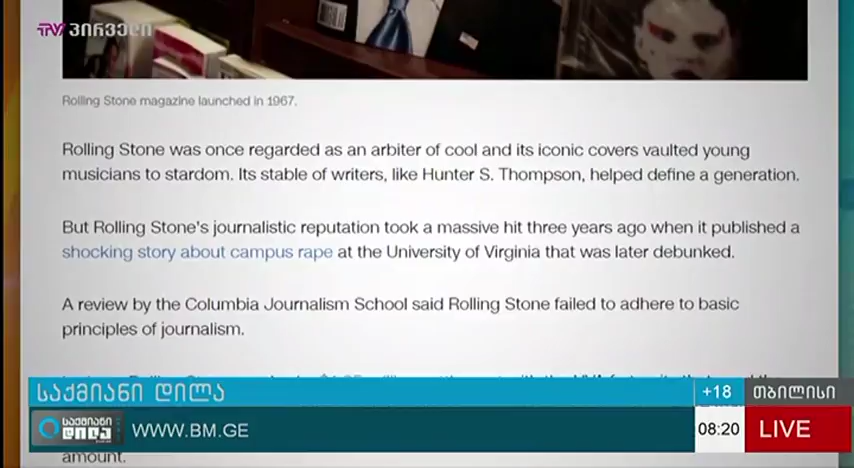 TV პირველი
Rolling Stone magazine launched in 1967.
Rolling Stone was once regarded as an arbiter of cool and its iconic covers vaulted young
musicians to stardom. Its stable of writers, like Hunter S. Thompson, helped define a generation.
But Rolling Stone's journalistic reputation took a massive hit three years ago when it published a
shocking story about campus rape at the University of Virginia that was later debunked.
A review by the Columbia Journalism School said Rolling Stone failed to adhere to basic
principles of journalism.
საქმიანი დილა
+18
თბილისი
საქმიანი
დილა
WWW.BM.GE
08:20
LIVE
amount.